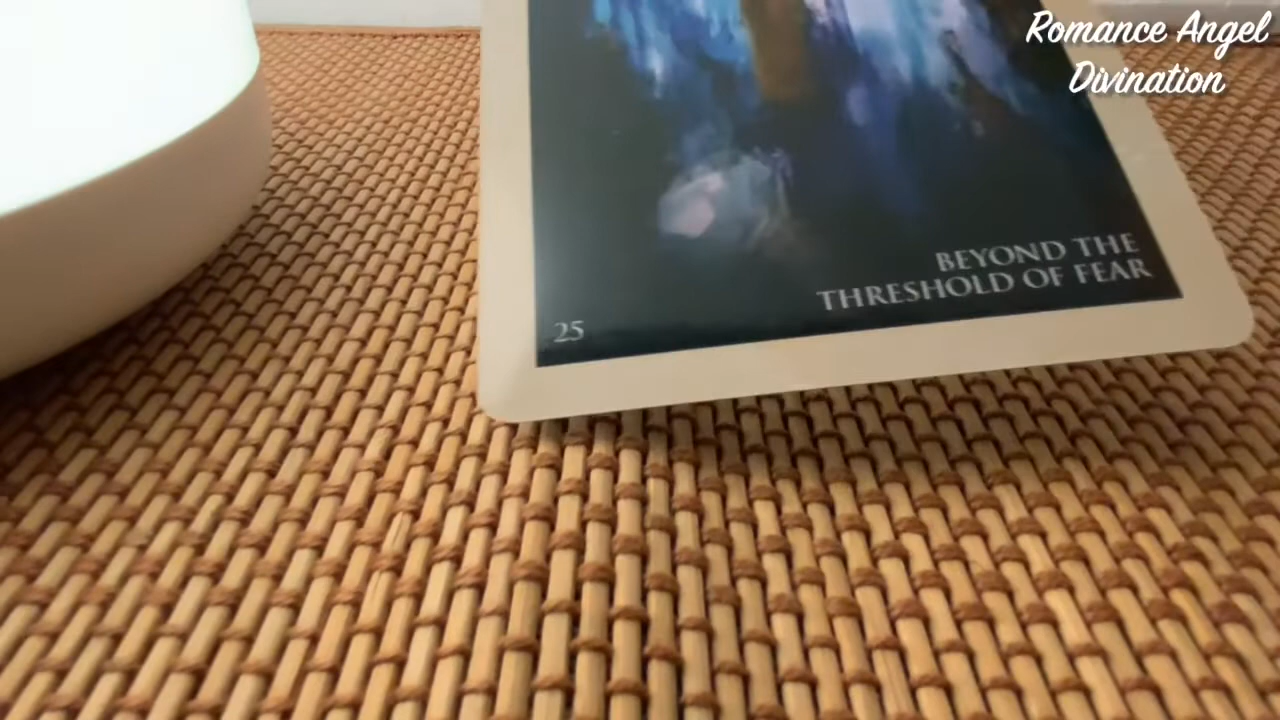 Romance Angel
Divination
BEYOND THE
THRESHOLD OF FEAR
25